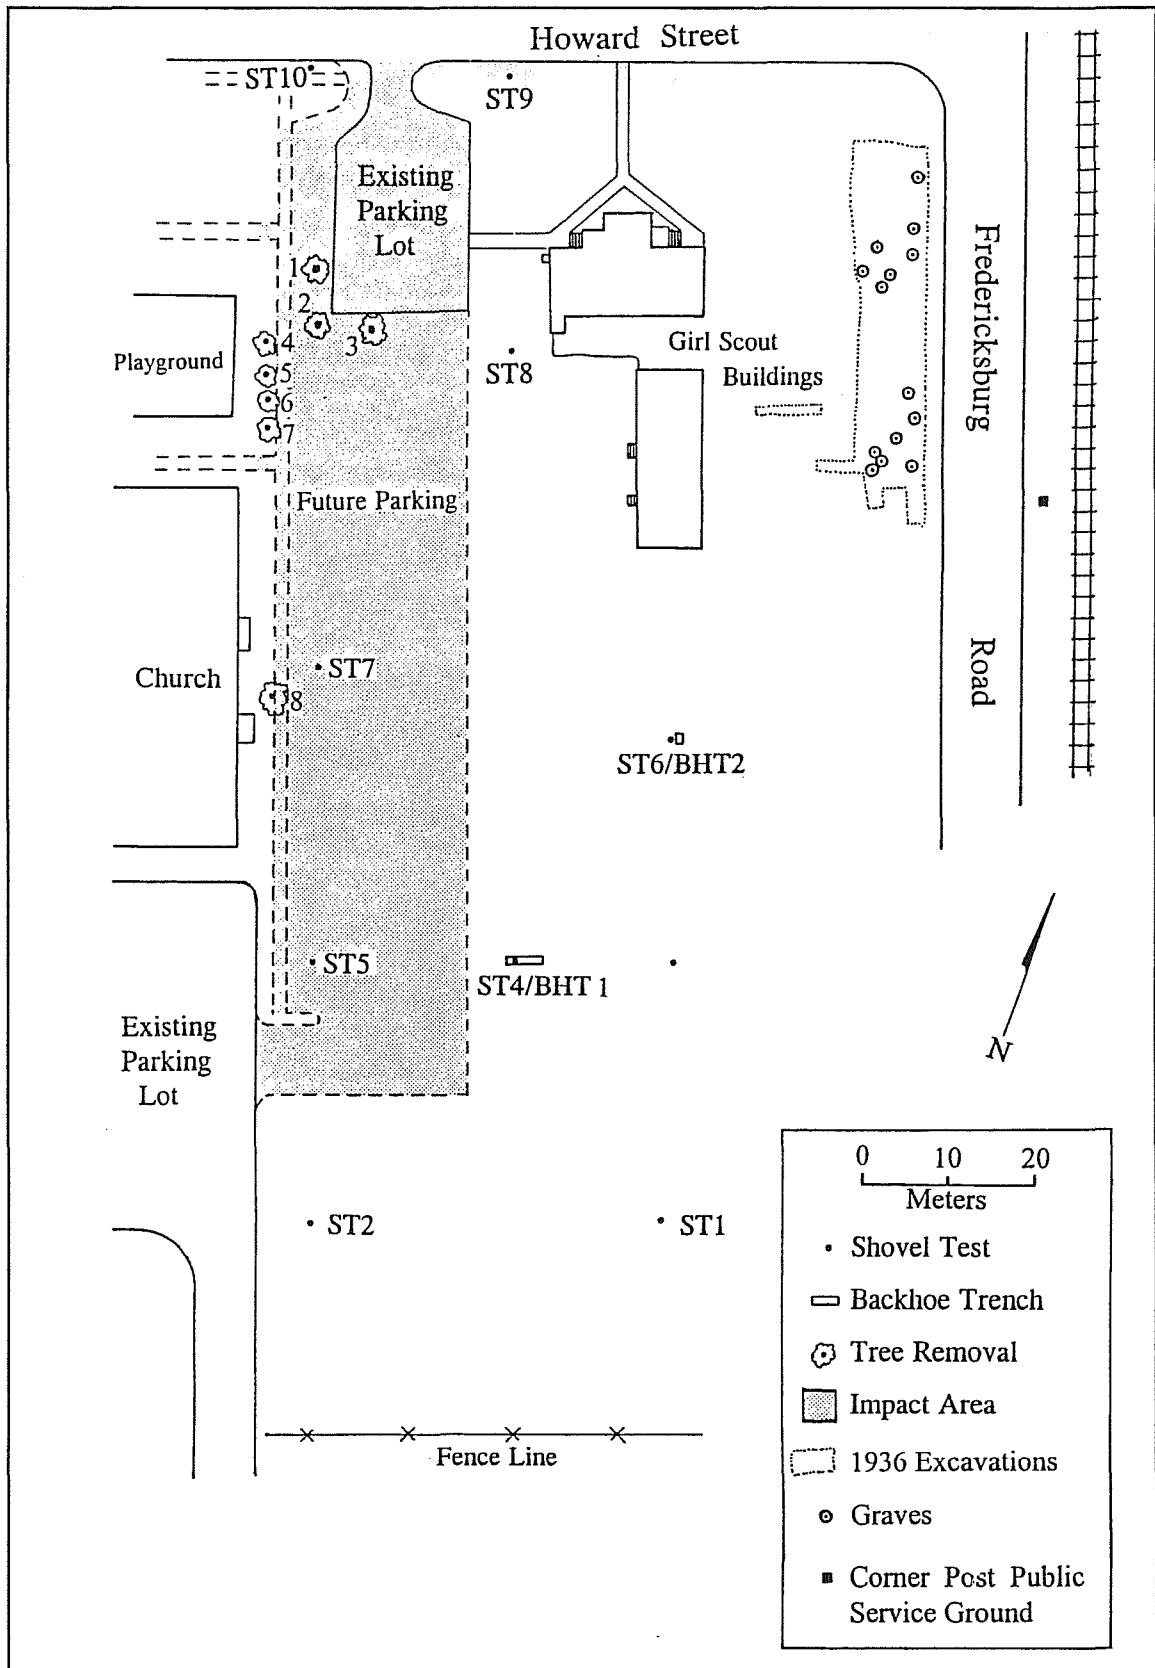 Howard Street
ST10
ST9
Existing
Parking
Lot
1
2
3
4
5
6
7
Playground
ST8
Girl Scout
Buildings
Fredericksburg
Road
Future Parking
Church
ST7
8
ST6/BHT2
ST5
ST4/BHT 1
Existing
Parking
Lot
N
ST2
ST1
Fence Line
0 10 20
Meters
Shovel Test
Backhoe Trench
Tree Removal
Impact Area
1936 Excavations
Graves
Corner Post Public
Service Ground